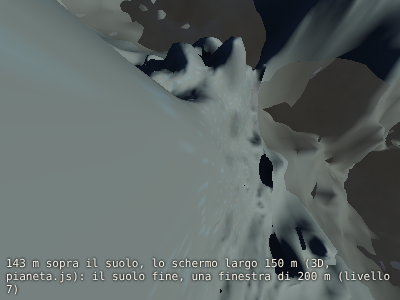 143 m sopra il suolo, lo schermo largo 150 m (3D,
pianeta.js): il suolo fine, una finestra di 200 m (livello
7)